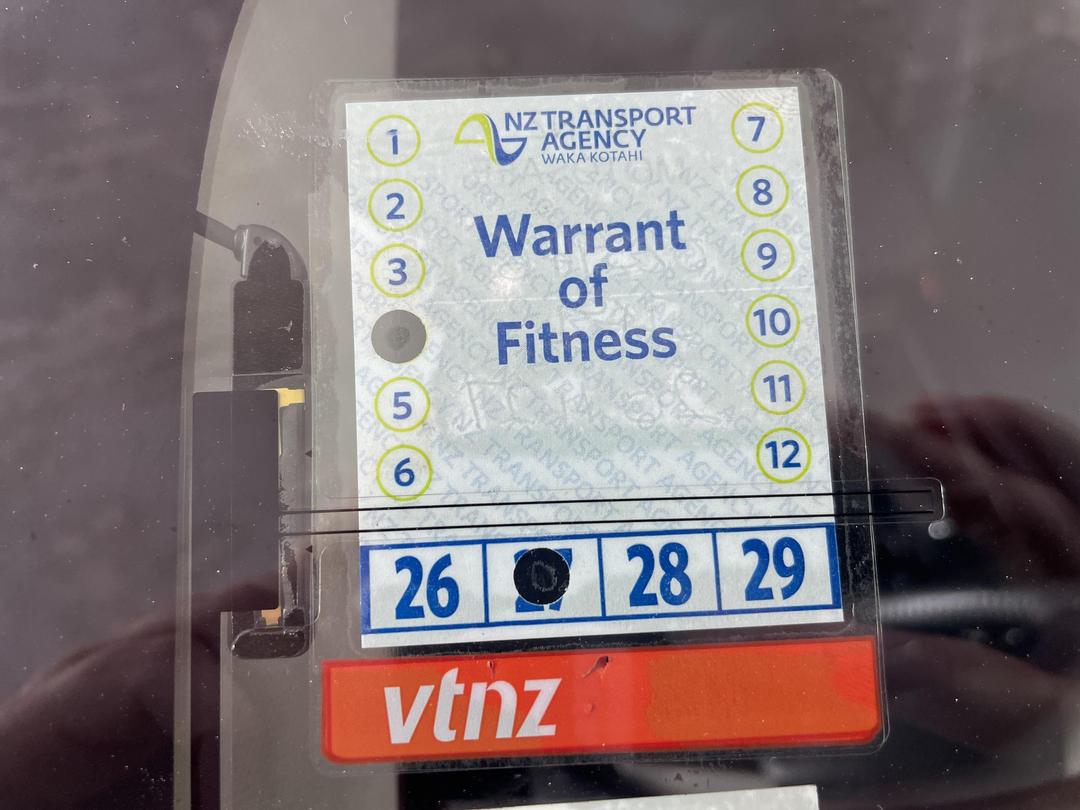 NZ TRANSPORT
AGENCY
WAKA KOTAHI
1
2
3
5
6
7
8
9
10
11
12
Warrant
of
Fitness
26
28
29
vtnz